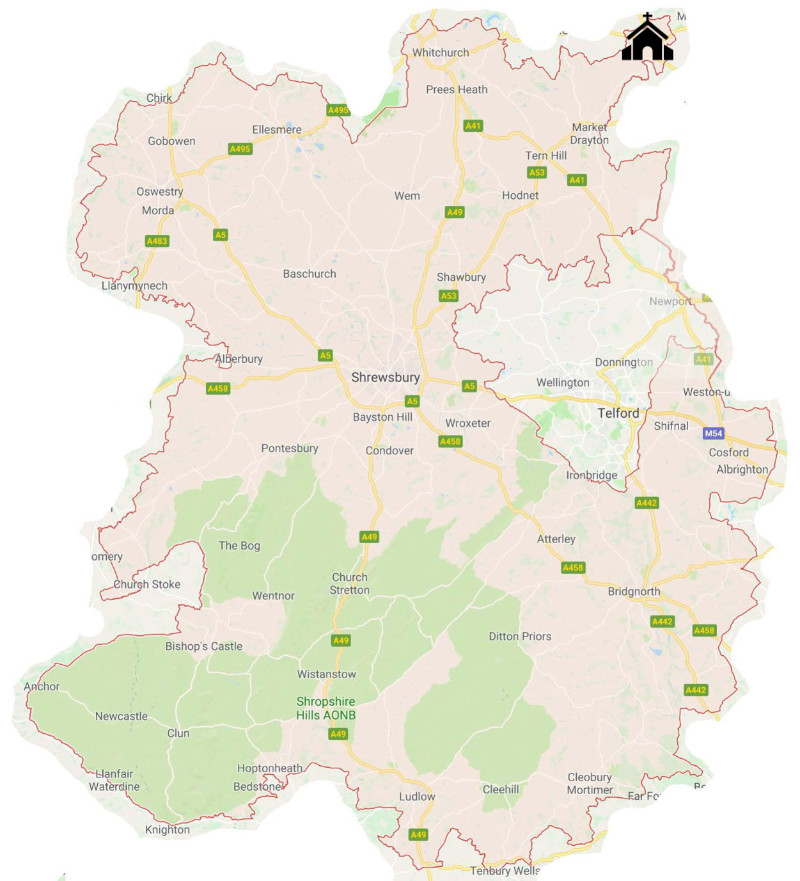 M
Whitchurch
Prees Heath
Chirk
A495
A41
Ellesmere
Market
Drayton
Gobowen
A495
Tern Hill
A53
A41
Oswestry
Wem
Hodnet
Morda
A49
A5
A483
Baschurch
Shawbury
Llanymynech
A53
Newport
Alberbury
A5
Donnington
A41
Shrewsbury
Wellington
A458
A5
Weston-u
A5
Bayston Hill
Wroxeter
Telford
Shifnal
M54
Pontesbury
Condover
A458
Cosford
Ironbridge
Albrighton
A442
A49
Atterley
The Bog
omery
A458
Church Stoke
Church
Stretton
Wentnor
Bridgnorth
A442
A458
Bishop's Castle
A49
Ditton Priors
Wistanstow
Anchor
A442
Shropshire
Hills AONB
Newcastle
Clun
A49
Llanfair
Waterdine
Hoptonheath
Bedstone
Cleobury
Mortimer
Ludlow
Cleehill
Far Fo
Knighton
A49
Tenbury Wells